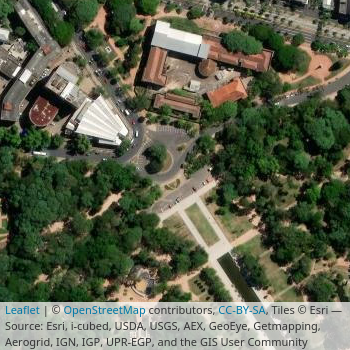 Leaflet | © OpenStreetMap contributors, CC-BY-SA, Tiles © Esri —
Source: Esri, i-cubed, USDA, USGS, AEX, GeoEye, Getmapping,
Aerogrid, IGN, IGP, UPR-EGP, and the GIS User Community